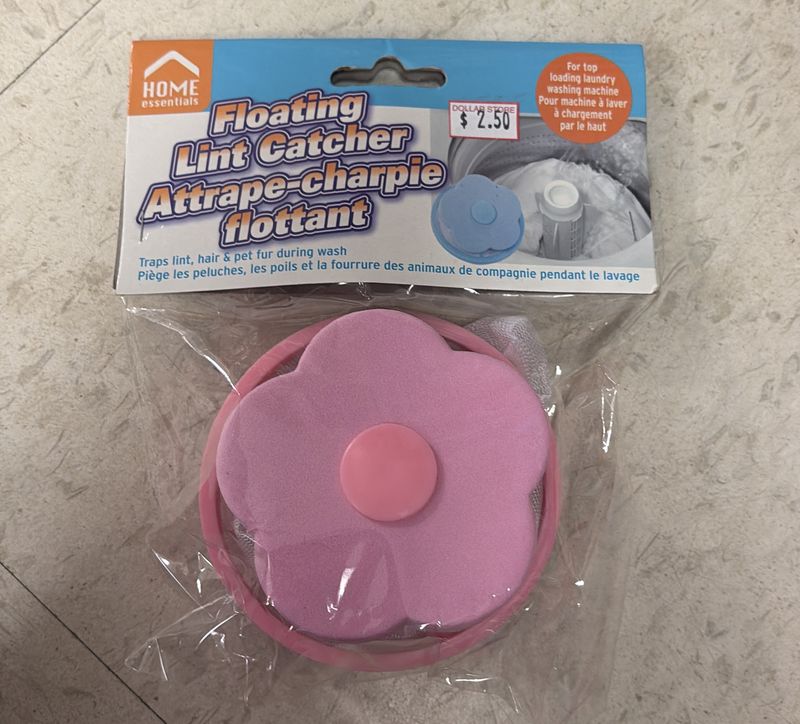 HOME
essentials
Floating
Lint Catcher
Attrape-charpie
flottant
DOLLAR STORE
$ 2.50
For top
loading laundry
washing machine
Pour machine à laver
à chargement
par le haut
Traps lint, hair & pet fur during wash
Piège les peluches, les poils et la fourrure des animaux de compagnie pendant le lavage